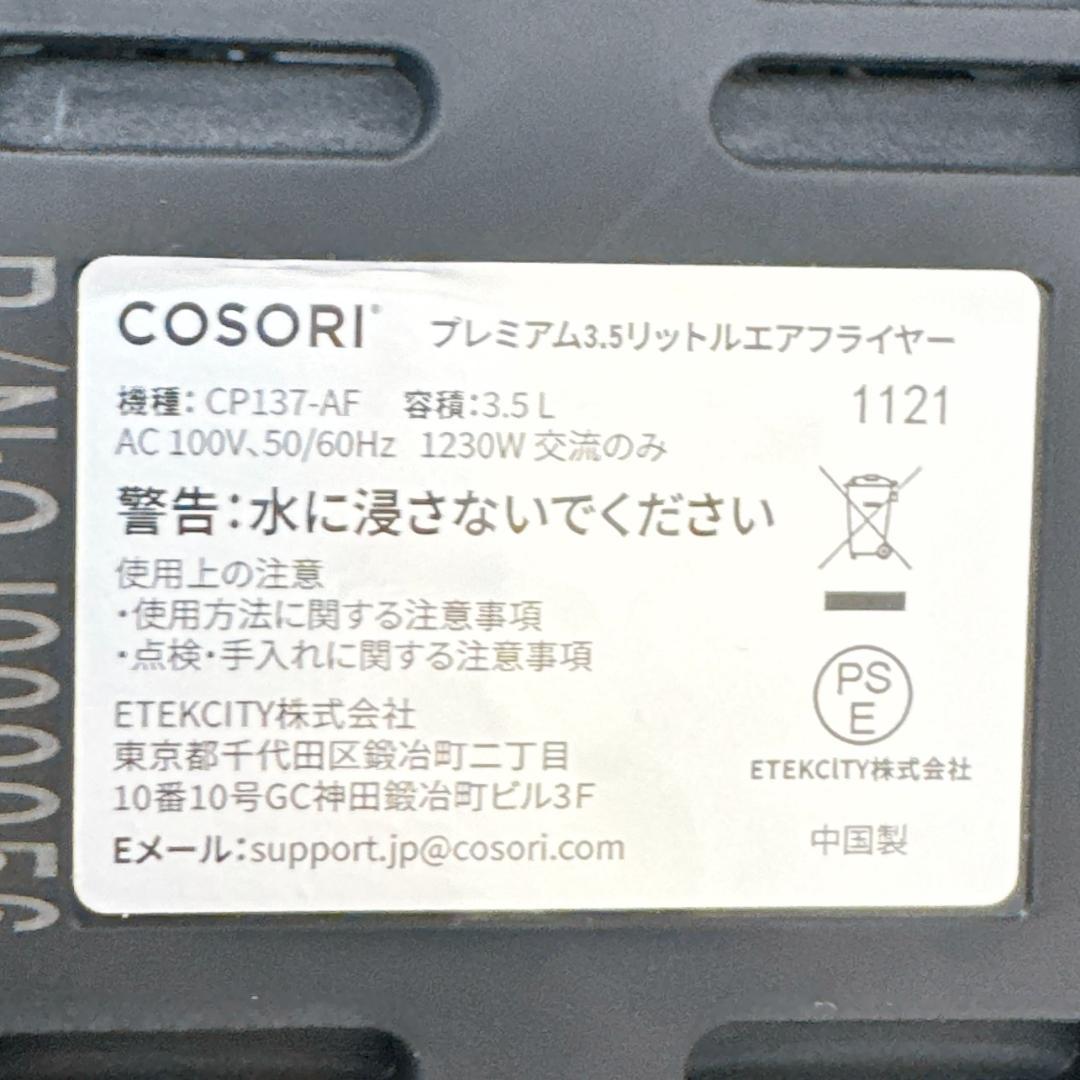 COSORI® プレミアム3.5リットルエアフライヤー
機種: CP137-AF 容積:3.5 L
1121
AC 100V、50/60Hz 1230W 交流のみ
警告:水に浸さないでください
使用上の注意
・使用方法に関する注意事項
・点検・手入れに関する注意事項
ETEKCITY株式会社
東京都千代田区鍛冶町二丁目
10番10号GC神田鍛冶町ビル3F
Eメール:support.jp@cosori.com
PS
E
ETEKCITY株式会社
中国製